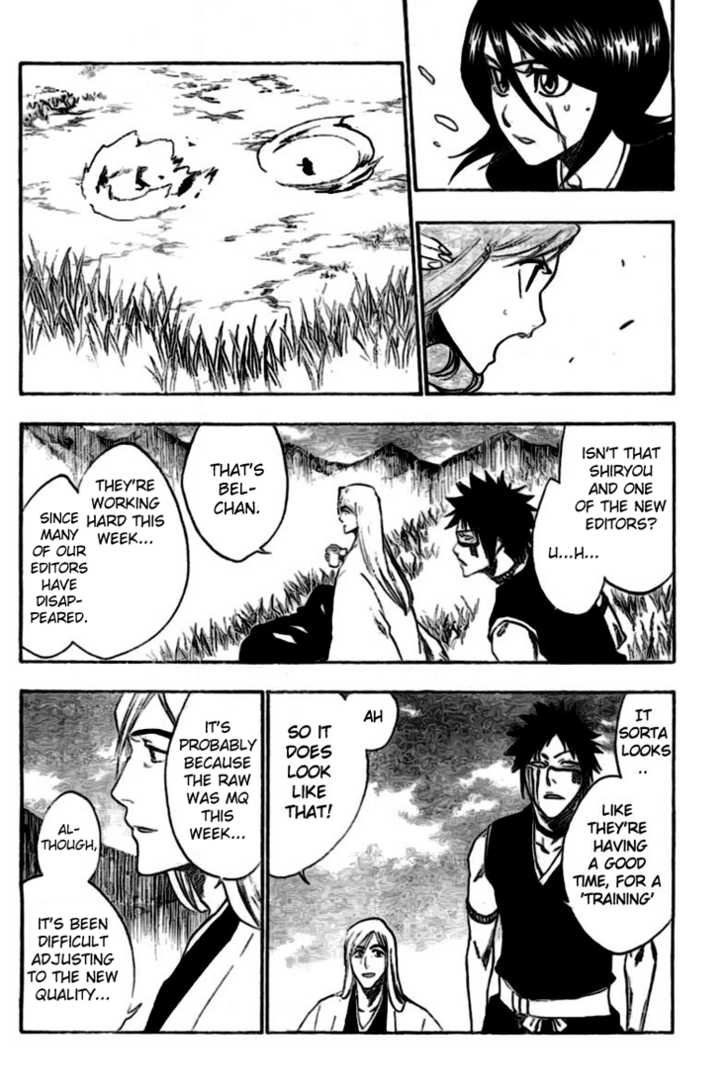 ISN'T THAT
SHIRYOU
AND ONE
OF THE NEW
EDITORS?
U...H...
THAT'S
BEL-
CHAN.
THEY'RE
WORKING
HARD THIS
WEEK...
SINCE
MANY
OF OUR
EDITORS
HAVE
DISAP-
PEARED.
IT
SORTA
LOOKS
..
LIKE
THEY'RE
HAVING
A GOOD
TIME, FOR A
'TRAINING'
AH
SO IT
DOES
LOOK
LIKE
THAT!
IT'S
PROBABLY
BECAUSE
THE RAW
WAS MQ
THIS
WEEK...
AL-
THOUGH,
IT'S BEEN
DIFFICULT
ADJUSTING
TO THE NEW
QUALITY...